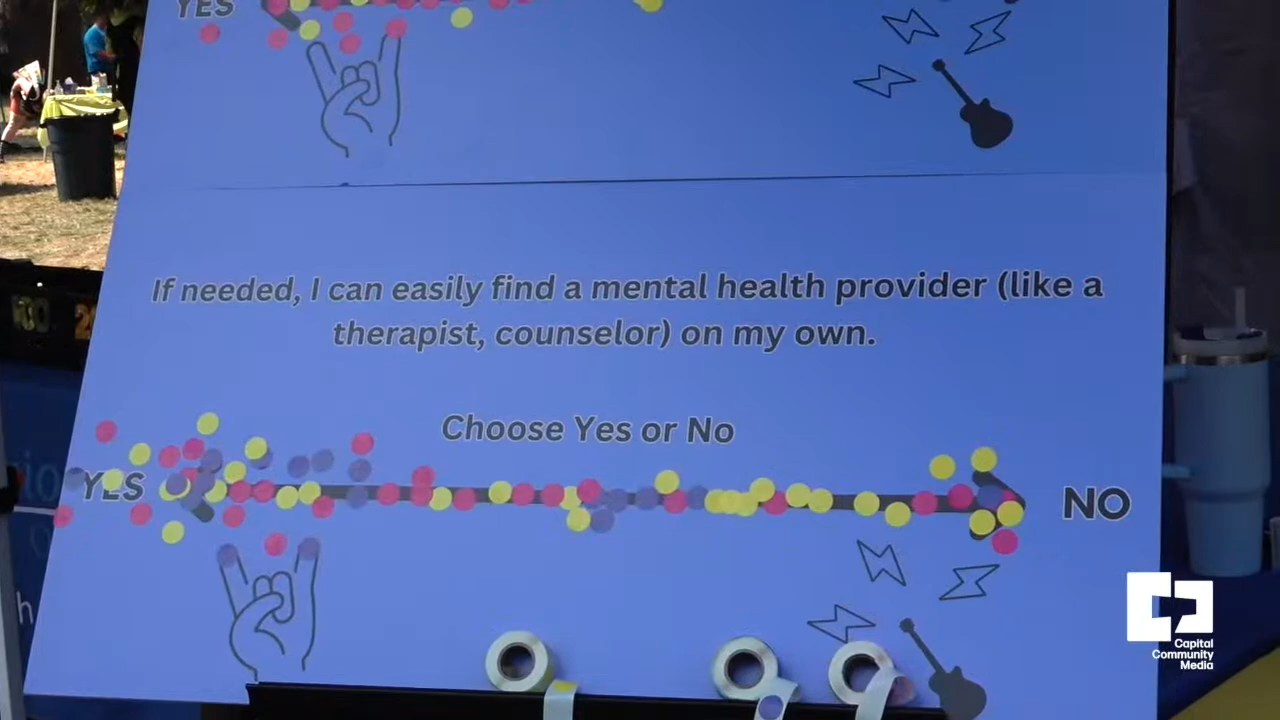 YES
If needed, I can easily find a mental health provider (like a
therapist, counselor) on my own.
Choose Yes or No
YES
NO
Capital
Community
Media